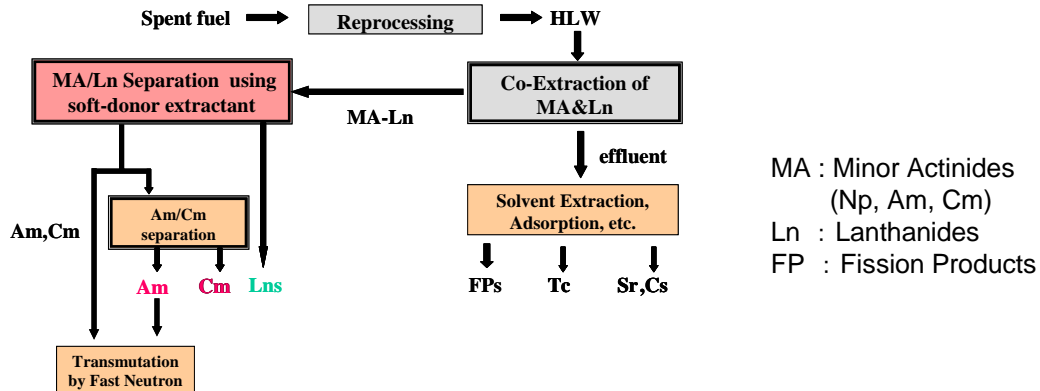 Spent fuel
Reprocessing
HLW
MA/Ln Separation using
soft-donor extractant
Co-Extraction of
MA&Ln
MA-Ln
effluent
Solvent Extraction,
Adsorption, etc.
Am,Cm
Am/Cm
separation
Am
Cm
Lns
FPs
Tc
Sr,Cs
Transmutation
by Fast Neutron
MA : Minor Actinides
(Np, Am, Cm)
Ln : Lanthanides
FP : Fission Products